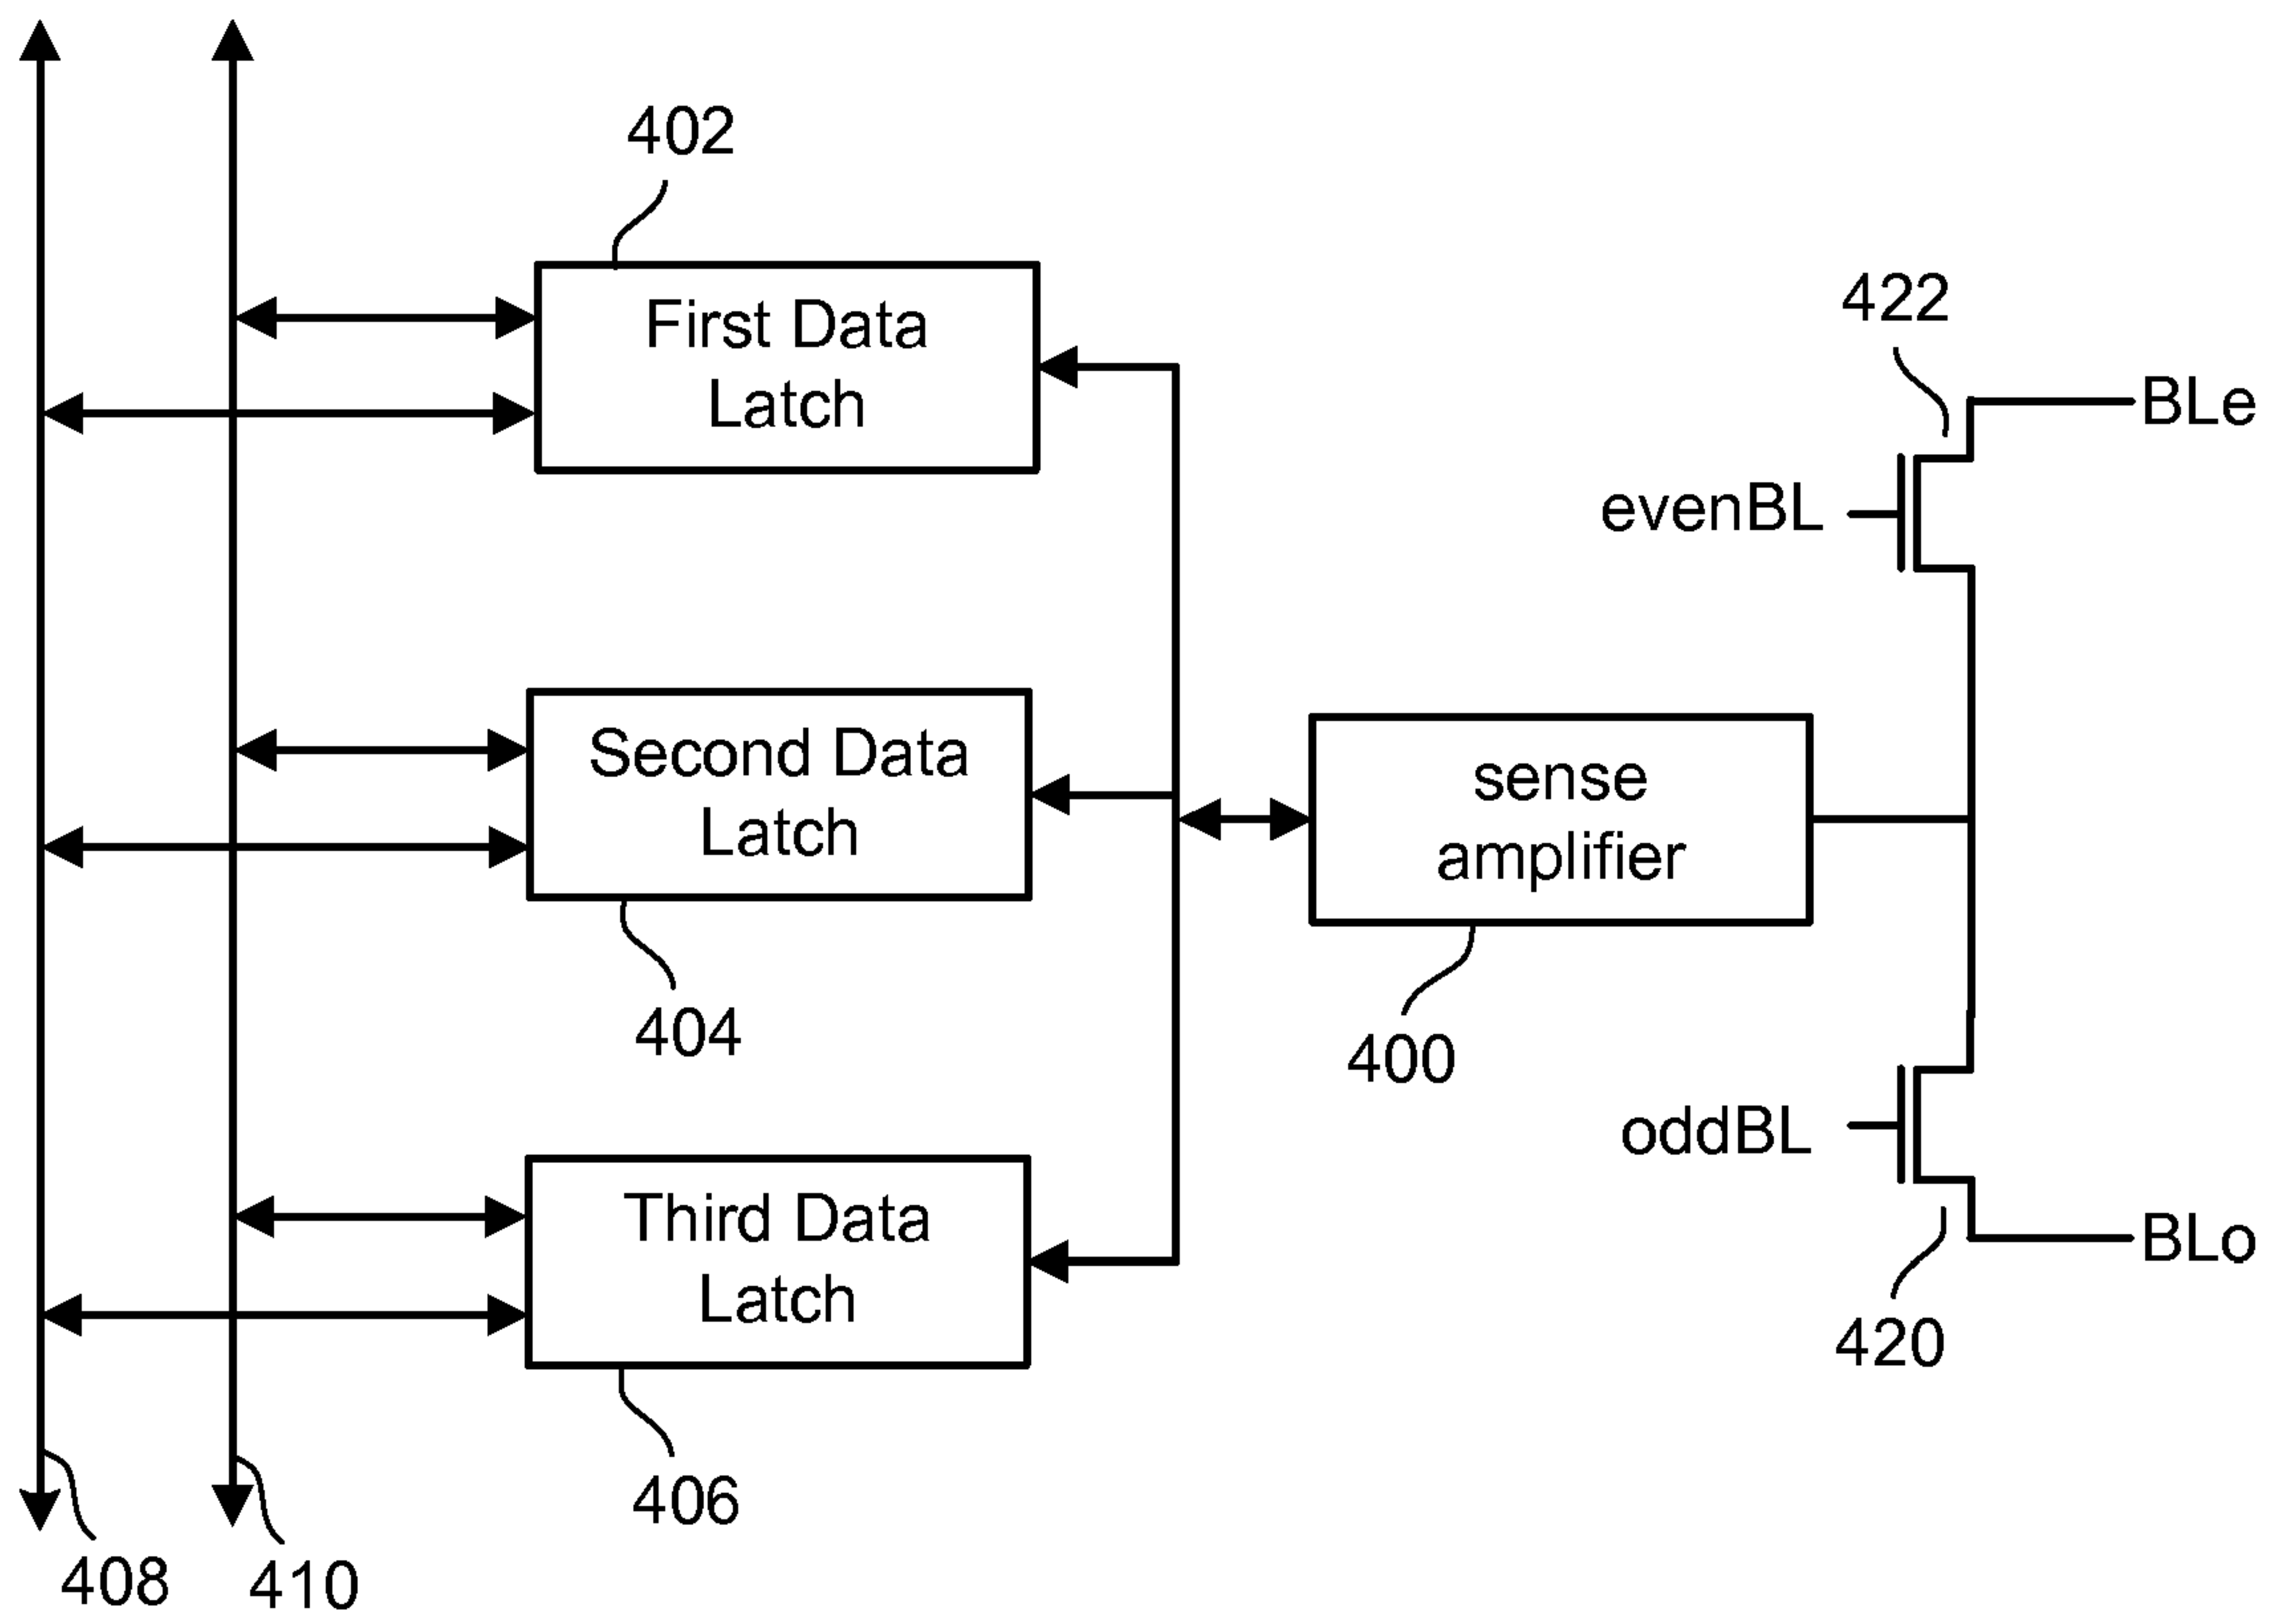 402
First Data
Latch
422
BLe
evenBL
Second Data
Latch
sense
amplifier
404
400
oddBL
Third Data
Latch
BLo
420
406
408
410